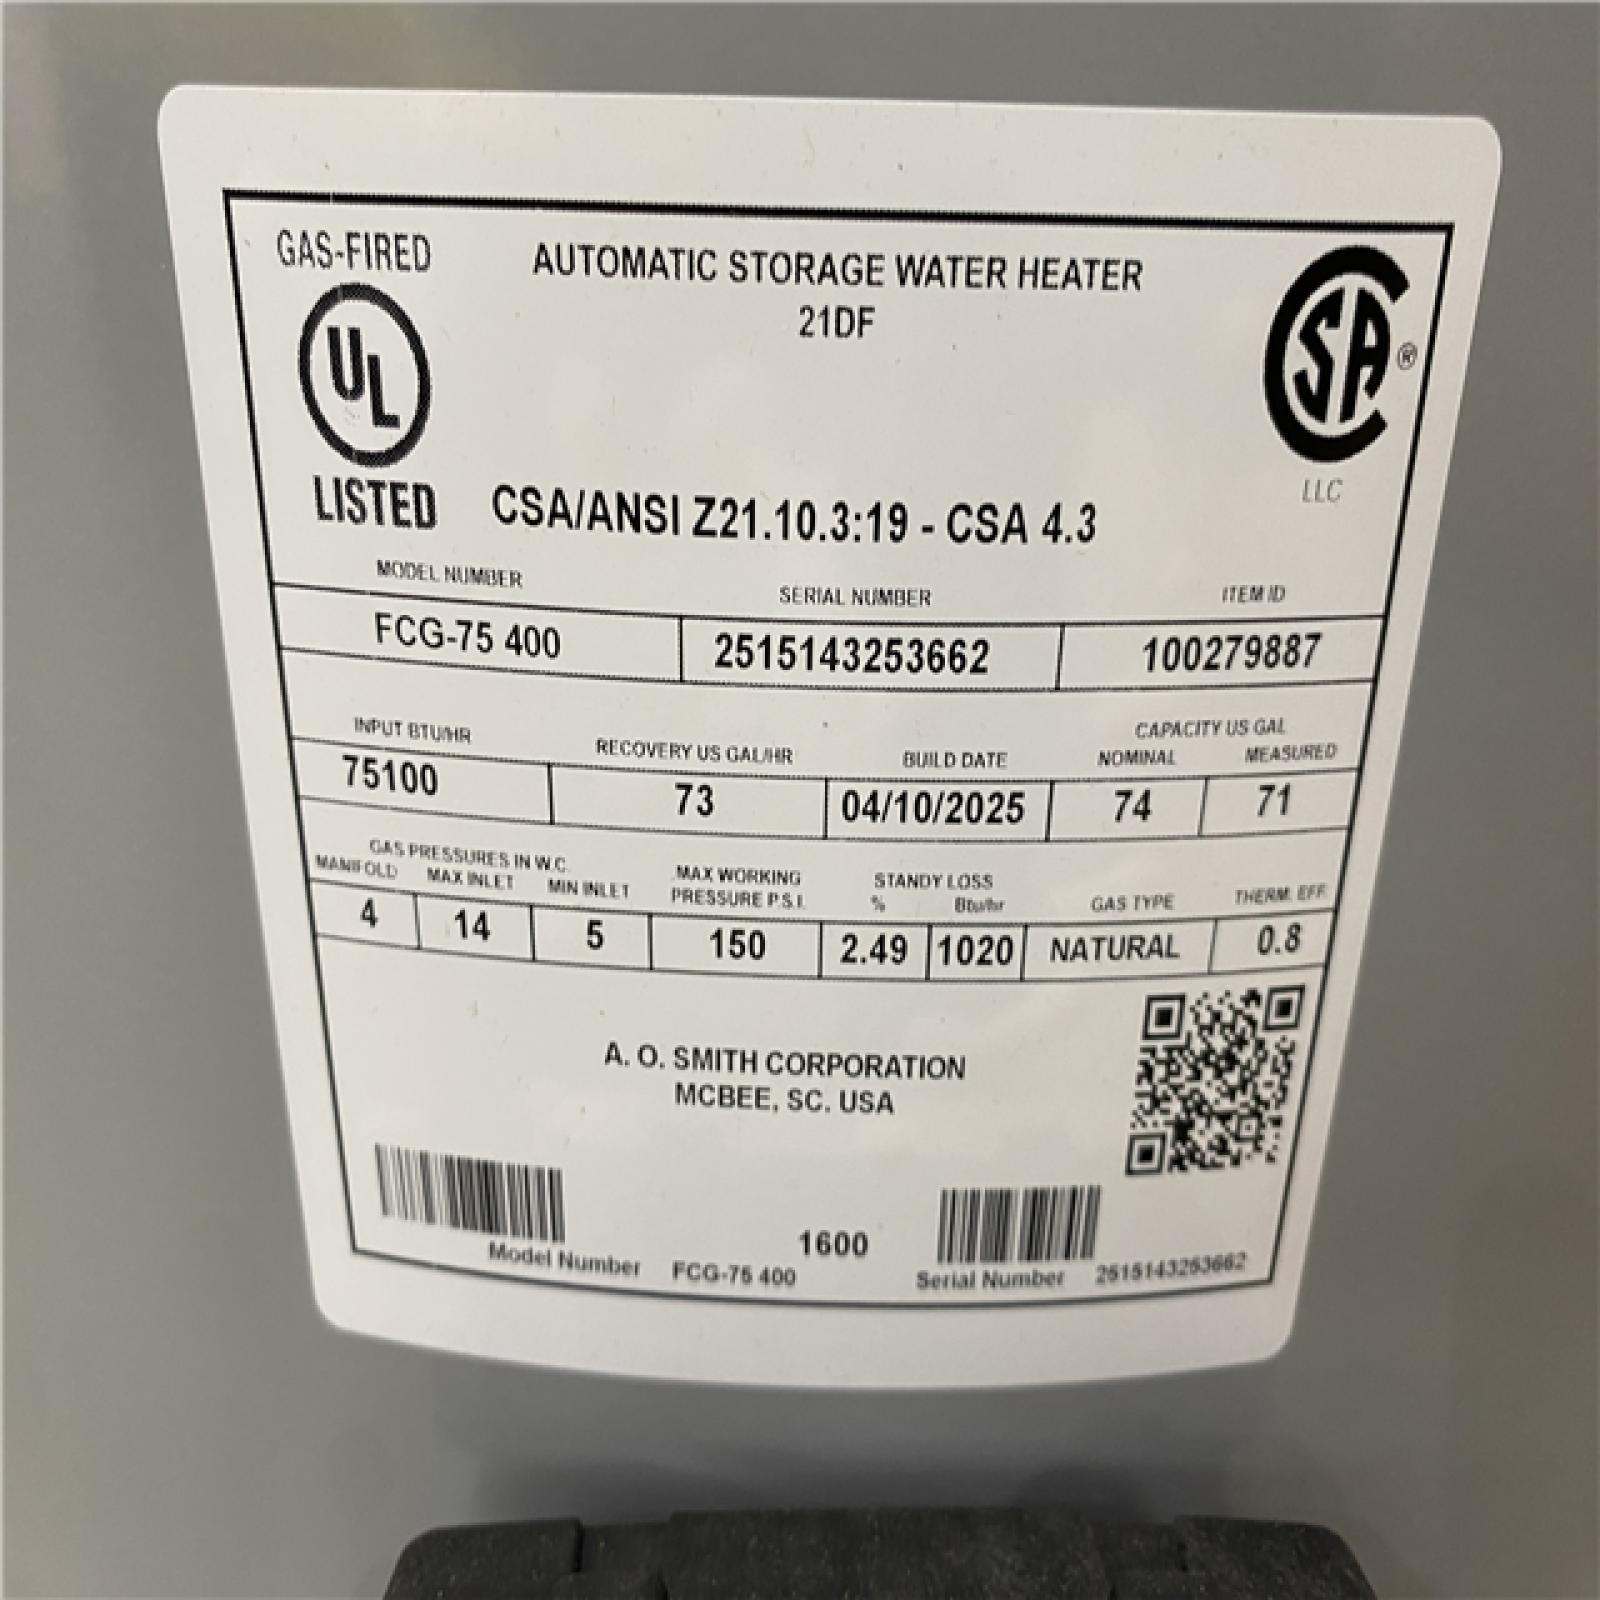 GAS-FIRED
AUTOMATIC STORAGE WATER HEATER
21DF
UL
LISTED
CSA
®
LLC
CSA/ANSI Z21.10.3:19 - CSA 4.3
MODEL NUMBER SERIAL NUMBER ITEM ID
FCG-75 400 2515143253662 100279887
CAPACITY US GAL
INPUT BTU/HR RECOVERY US GAL/HR BUILD DATE NOMINAL MEASURED
75100 73 04/10/2025 74 71
GAS PRESSURES IN W.C. MAX WORKING STANDY LOSS
MANIFOLD MAX INLET MIN INLET PRESSURE P.S.I. % Btu/hr GAS TYPE THERM. EFF.
4 14 5 150 2.49 1020 NATURAL 0.8
A. O. SMITH CORPORATION
MCBEE, SC. USA
1600
Model Number FCG-75 400 Serial Number 2515143253662